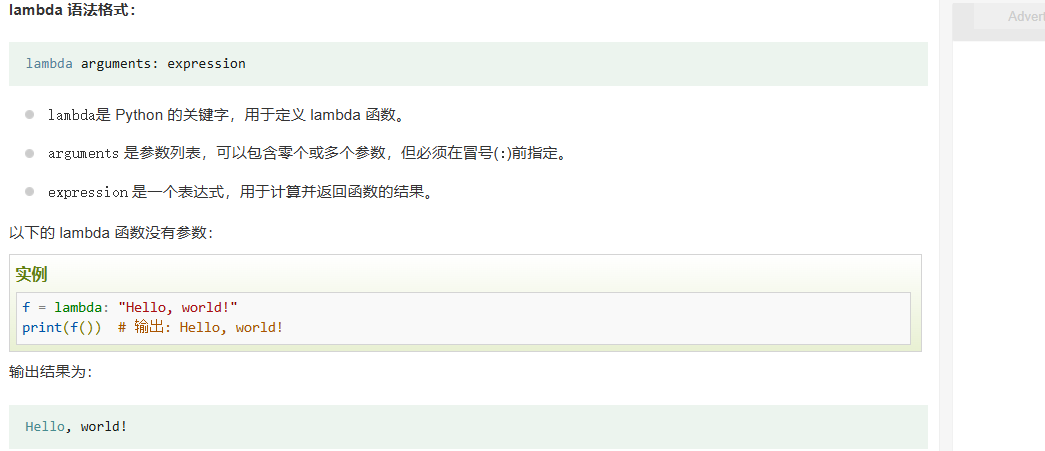 lambda 语法格式：
Advert
lambda arguments: expression
lambda是 Python 的关键字，用于定义 lambda 函数。
arguments 是参数列表，可以包含零个或多个参数，但必须在冒号(:)前指定。
expression 是一个表达式，用于计算并返回函数的结果。
以下的 lambda 函数没有参数：
实例
f = lambda: "Hello, world!"
print(f())  # 输出: Hello, world!
输出结果为：
Hello, world!